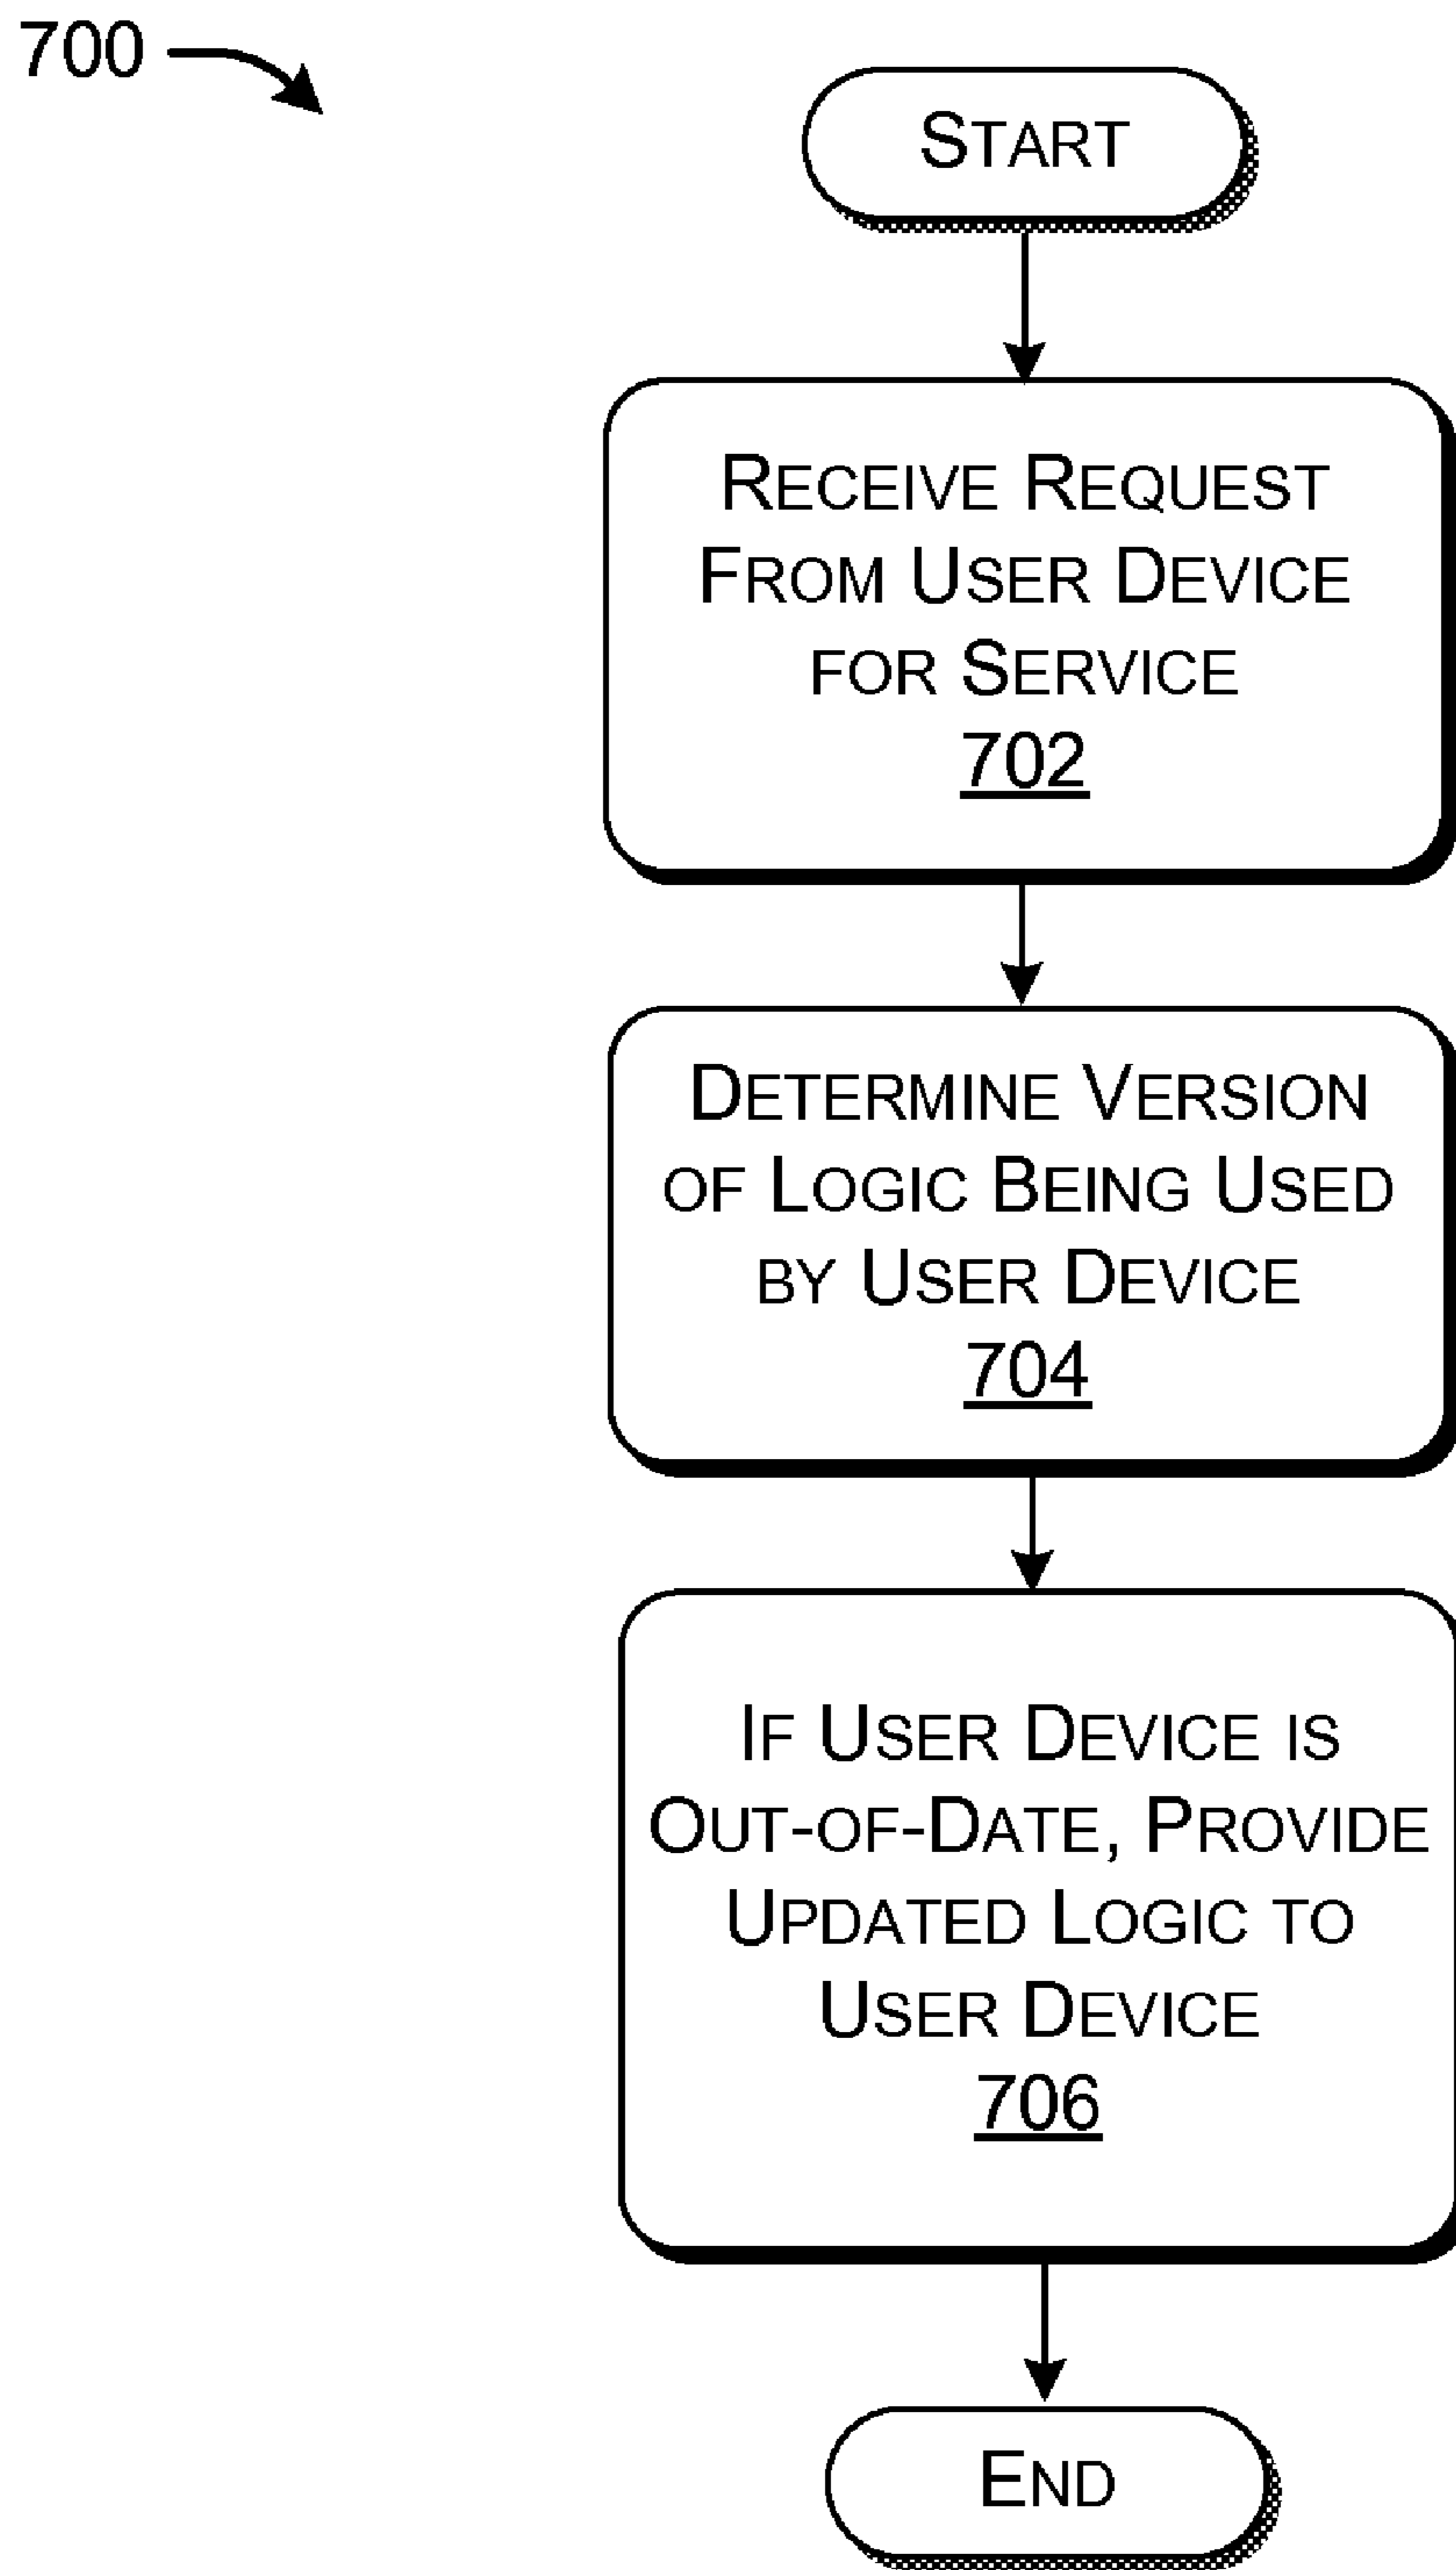 700
START
RECEIVE REQUEST
FROM USER DEVICE
FOR SERVICE
702
DETERMINE VERSION
OF LOGIC BEING USED
BY USER DEVICE
704
IF USER DEVICE IS
OUT-OF-DATE, PROVIDE
UPDATED LOGIC TO
USER DEVICE
706
END